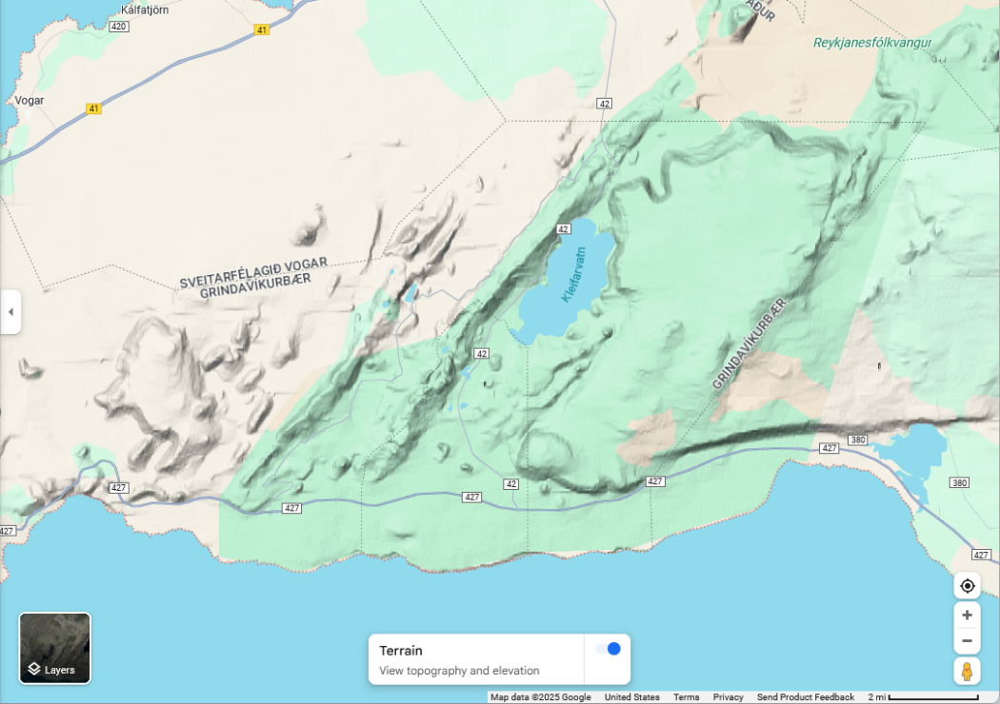 Kálfatjörn
AÐUR
420
41
Reykjanesfólkvangur
Vogar
41
42
42
Kleifarvatn
SVEITARFÉLAGIÐ VOGAR
GRINDAVÍKURBÆR
GRINDAVÍKURBÆR
42
380
427
427
42
427
380
427
427
427
427
Layers
Terrain
View topography and elevation
Map data ©2025 Google United States Terms Privacy Send Product Feedback 2 mi